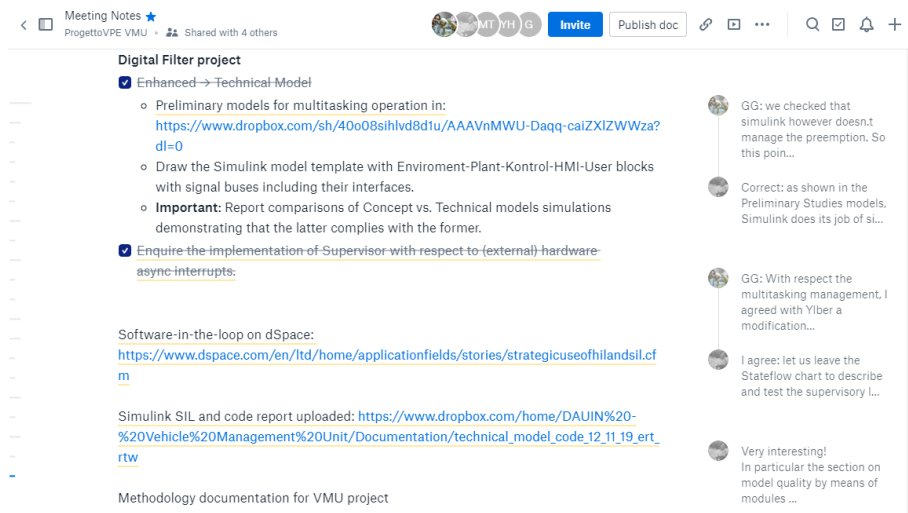 Meeting Notes
ProgettoVPE VMU • Shared with 4 others
MT YH G
Invite
Publish doc
Digital Filter project
Enhanced → Technical Model
Preliminary models for multitasking operation in:
https://www.dropbox.com/sh/40o08sihlvd8d1u/AAAVnMWU-Daqq-caiZXlZWWza?
dl=0
Draw the Simulink model template with Enviroment-Plant-Kontrol-HMI-User blocks
with signal buses including their interfaces.
Important: Report comparisons of Concept vs. Technical models simulations
demonstrating that the latter complies with the former.
Enquire the implementation of Supervisor with respect to (external) hardware
async interrupts.
Software-in-the-loop on dSpace:
https://www.dspace.com/en/ltd/home/applicationfields/stories/strategicuseofhilandsil.cf
m
Simulink SIL and code report uploaded: https://www.dropbox.com/home/DAUIN%20-
%20Vehicle%20Management%20Unit/Documentation/technical_model_code_12_11_19_ert_
rtw
Methodology documentation for VMU project
GG: we checked that
simulink however doesn.t
manage the preemption. So
this poin...
Correct: as shown in the
Preliminary Studies models,
Simulink does its job of si...
GG: With respect the
multitasking management, I
agreed with Ylber a
modification...
I agree: let us leave the
Stateflow chart to describe
and test the supervisory l...
Very interesting!
In particular the section on
model quality by means of
modules ...